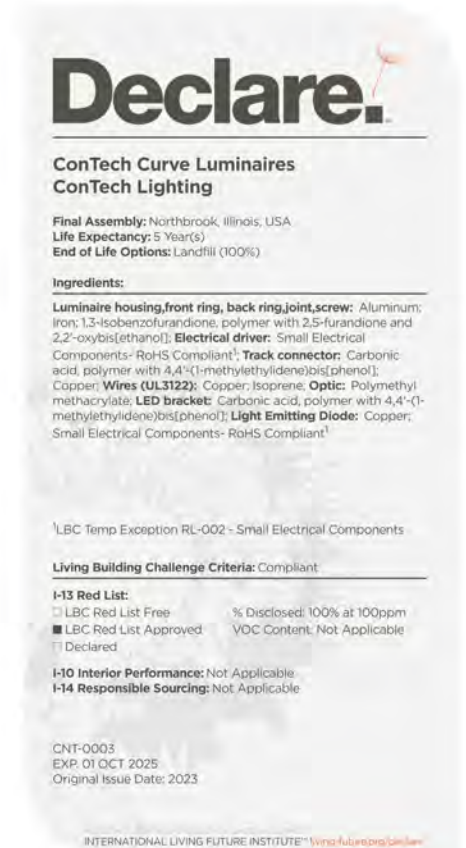 Declare.
ConTech Curve Luminaires
ConTech Lighting
Final Assembly: Northbrook, Illinois, USA
Life Expectancy: 5 Year(s)
End of Life Options: Landfill (100%)
Ingredients:
Luminaire housing,front ring, back ring,joint,screw: Aluminum;
Iron; 1,3-Isobenzofurandione, polymer with 2,5-furandione and
2,2'-oxybis[ethanol]; Electrical driver: Small Electrical
Components- RoHS Compliant¹; Track connector: Carbonic
acid, polymer with 4,4'-(1-methylethylidene)bis[phenol];
Copper; Wires (UL3122): Copper; Isoprene; Optic: Polymethyl
methacrylate; LED bracket: Carbonic acid, polymer with 4,4'-(1-
methylethylidene)bis[phenol]; Light Emitting Diode: Copper;
Small Electrical Components- RoHS Compliant¹
¹LBC Temp Exception RL-002 - Small Electrical Components
Living Building Challenge Criteria: Compliant
I-13 Red List:
LBC Red List Free % Disclosed: 100% at 100ppm
LBC Red List Approved VOC Content: Not Applicable
Declared
I-10 Interior Performance: Not Applicable
I-14 Responsible Sourcing: Not Applicable
CNT-0003
EXP. 01 OCT 2025
Original Issue Date: 2023
INTERNATIONAL LIVING FUTURE INSTITUTE™ living-future.org/declare